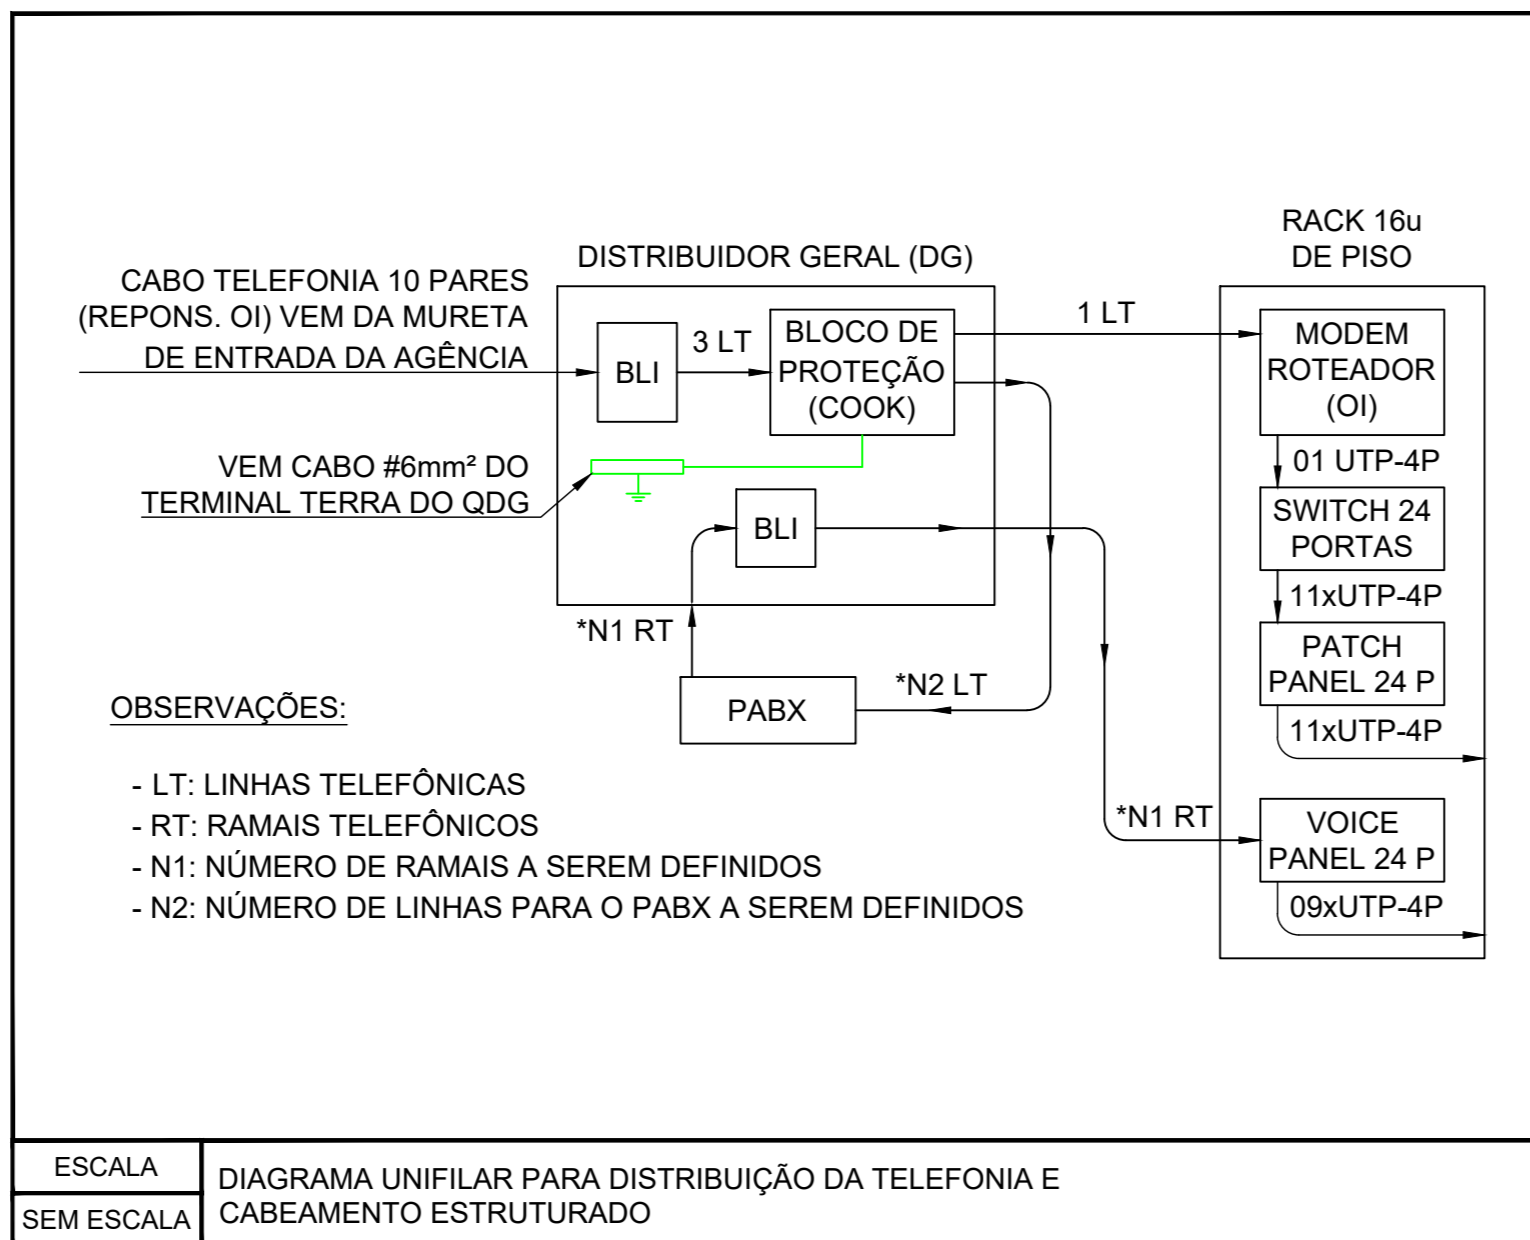 RACK 16u
DE PISO
DISTRIBUIDOR GERAL (DG)
CABO TELEFONIA 10 PARES
(REPONS. OI) VEM DA MURETA
DE ENTRADA DA AGÊNCIA
BLI
3 LT
BLOCO DE
PROTEÇÃO
(COOK)
1 LT
MODEM
ROTEADOR
(OI)
01 UTP-4P
VEM CABO #6mm² DO
TERMINAL TERRA DO QDG
BLI
SWITCH 24
PORTAS
11xUTP-4P
*N1 RT
PATCH
PANEL 24 P
11xUTP-4P
*N2 LT
PABX
*N1 RT
VOICE
PANEL 24 P
09xUTP-4P
OBSERVAÇÕES:
- LT: LINHAS TELEFÔNICAS
- RT: RAMAIS TELEFÔNICOS
- N1: NÚMERO DE RAMAIS A SEREM DEFINIDOS
- N2: NÚMERO DE LINHAS PARA O PABX A SEREM DEFINIDOS
ESCALA
SEM ESCALA
DIAGRAMA UNIFILAR PARA DISTRIBUIÇÃO DA TELEFONIA E
CABEAMENTO ESTRUTURADO